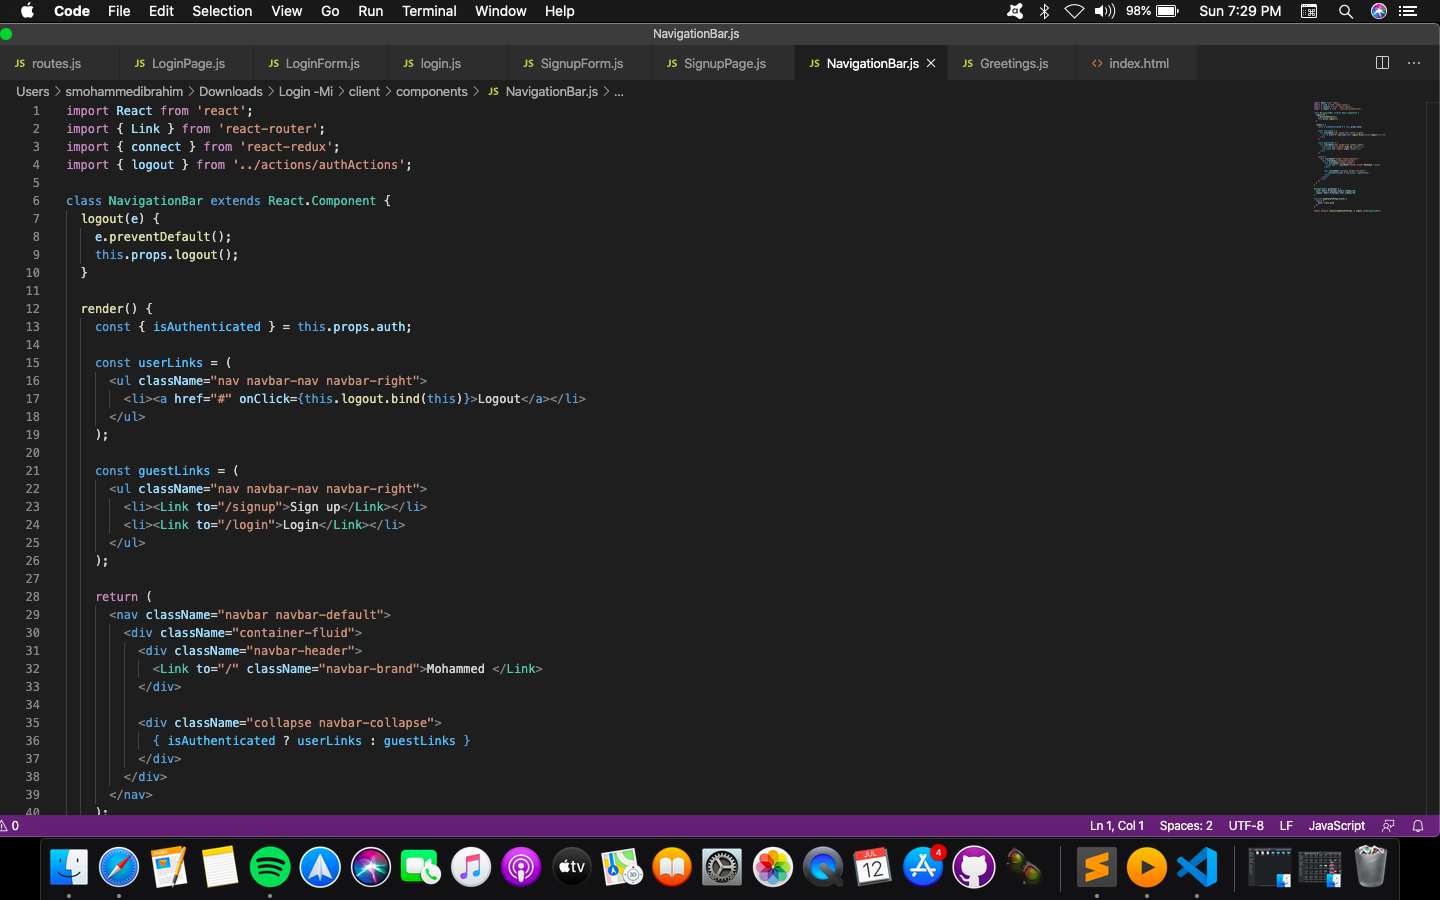 Code File Edit Selection View Go Run Terminal Window Help 98% Sun 7:29 PM
NavigationBar.js
JS routes.js JS LoginPage.js JS LoginForm.js JS login.js JS SignupForm.js JS SignupPage.js JS NavigationBar.js × JS Greetings.js <> index.html ...
Users > smohammedibrahim > Downloads > Login -Mi > client > components > JS NavigationBar.js > ...
1 import React from 'react';
2 import { Link } from 'react-router';
3 import { connect } from 'react-redux';
4 import { logout } from '../actions/authActions';
5
6 class NavigationBar extends React.Component {
7 logout(e) {
8 e.preventDefault();
9 this.props.logout();
10 }
11
12 render() {
13 const { isAuthenticated } = this.props.auth;
14
15 const userLinks = (
16 <ul className="nav navbar-nav navbar-right">
17 <li><a href="#" onClick={this.logout.bind(this)}>Logout</a></li>
18 </ul>
19 );
20
21 const guestLinks = (
22 <ul className="nav navbar-nav navbar-right">
23 <li><Link to="/signup">Sign up</Link></li>
24 <li><Link to="/login">Login</Link></li>
25 </ul>
26 );
27
28 return (
29 <nav className="navbar navbar-default">
30 <div className="container-fluid">
31 <div className="navbar-header">
32 <Link to="/" className="navbar-brand">Mohammed </Link>
33 </div>
34
35 <div className="collapse navbar-collapse">
36 { isAuthenticated ? userLinks : guestLinks }
37 </div>
38 </div>
39 </nav>
40 );
0 Ln 1, Col 1 Spaces: 2 UTF-8 LF JavaScript
tv JUL 12 4